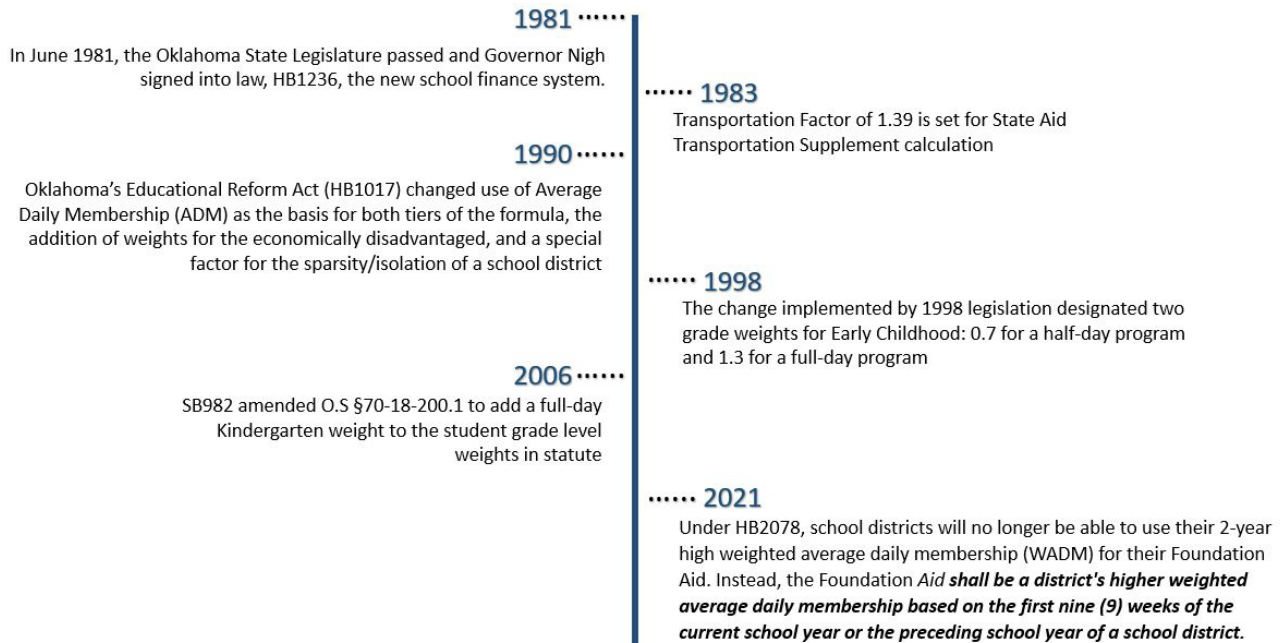 1981 ······
In June 1981, the Oklahoma State Legislature passed and Governor Nigh
signed into law, HB1236, the new school finance system.
······ 1983
Transportation Factor of 1.39 is set for State Aid
Transportation Supplement calculation
1990 ······
Oklahoma’s Educational Reform Act (HB1017) changed use of Average
Daily Membership (ADM) as the basis for both tiers of the formula, the
addition of weights for the economically disadvantaged, and a special
factor for the sparsity/isolation of a school district
······ 1998
The change implemented by 1998 legislation designated two
grade weights for Early Childhood: 0.7 for a half-day program
and 1.3 for a full-day program
2006 ······
SB982 amended O.S §70-18-200.1 to add a full-day
Kindergarten weight to the student grade level
weights in statute
······ 2021
Under HB2078, school districts will no longer be able to use their 2-year
high weighted average daily membership (WADM) for their Foundation
Aid. Instead, the Foundation Aid shall be a district's higher weighted
average daily membership based on the first nine (9) weeks of the
current school year or the preceding school year of a school district.